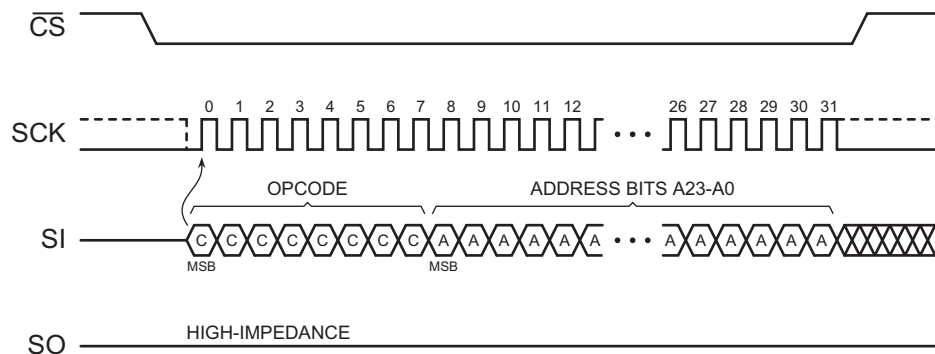 CS
0 1 2 3 4 5 6 7 8 9 10 11 12 26 27 28 29 30 31
SCK
OPCODE ADDRESS BITS A23-A0
SI C C C C C C C C A A A A A A A A A A A A
MSB MSB
HIGH-IMPEDANCE
SO